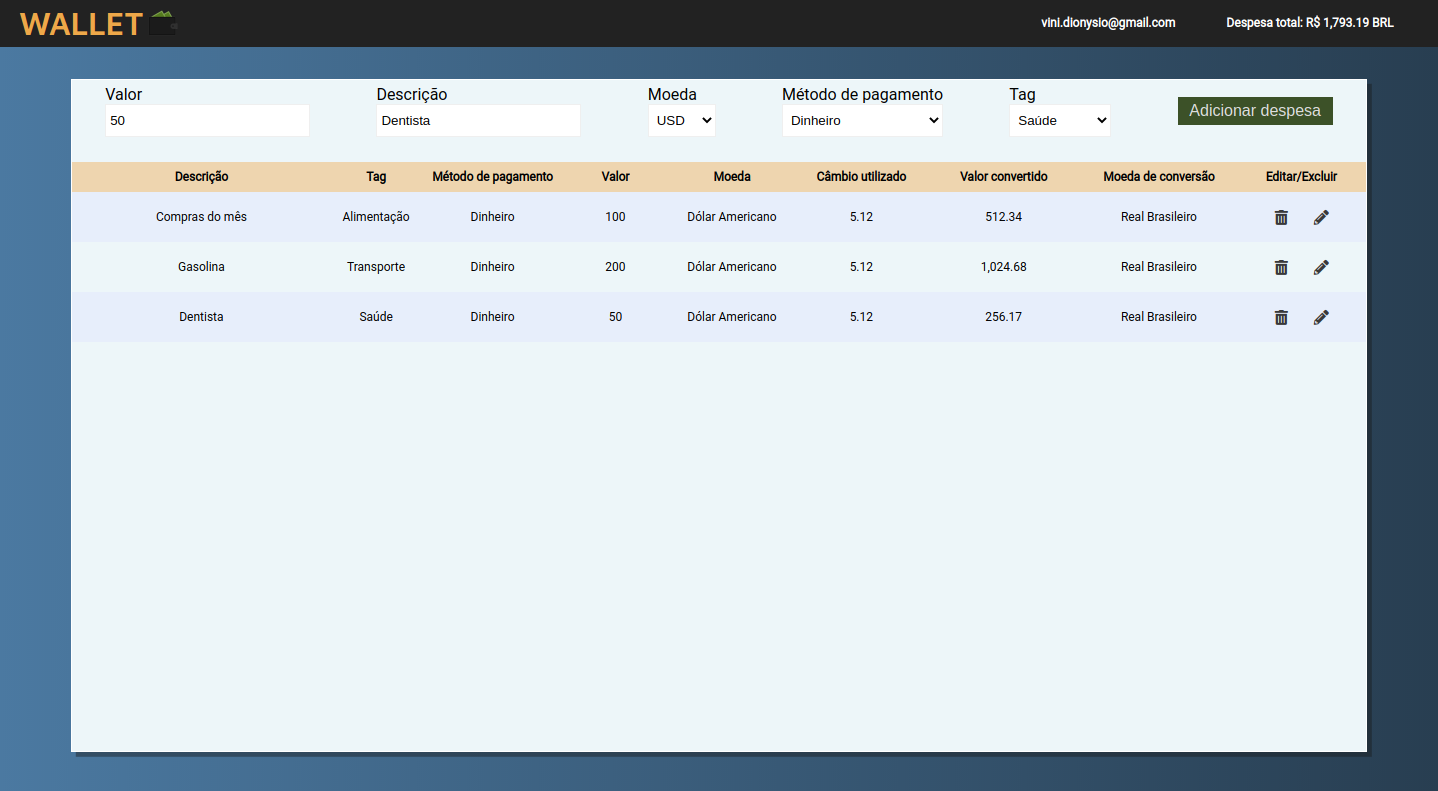 WALLET
vini.dionysio@gmail.com Despesa total: R$ 1,793.19 BRL
Valor Descrição Moeda Método de pagamento Tag
50 Dentista USD Dinheiro Saúde Adicionar despesa
Descrição Tag Método de pagamento Valor Moeda Câmbio utilizado Valor convertido Moeda de conversão Editar/Excluir
Compras do mês Alimentação Dinheiro 100 Dólar Americano 5.12 512.34 Real Brasileiro
Gasolina Transporte Dinheiro 200 Dólar Americano 5.12 1,024.68 Real Brasileiro
Dentista Saúde Dinheiro 50 Dólar Americano 5.12 256.17 Real Brasileiro